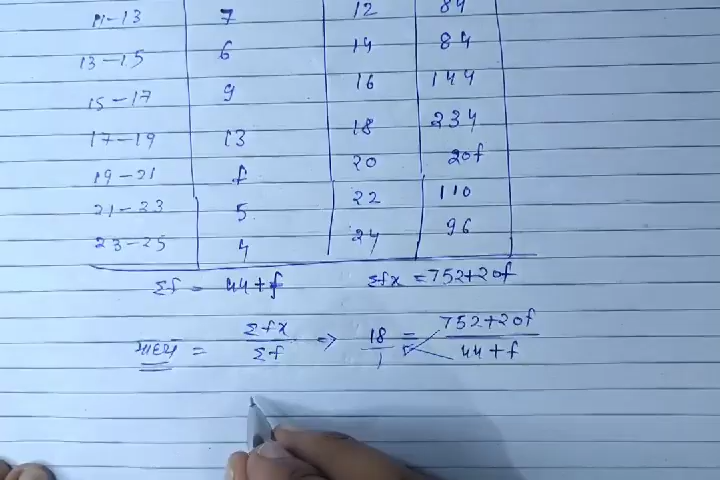 11-13 7 12 84
13-15 6 14 84
15-17 9 16 144
17-19 13 18 234
19-21 f 20 20f
21-23 5 22 110
23-25 4 24 96
Σf = 44+f Σfx = 752+20f
माध्य = Σfx/Σf ⇒ 18/1 = 752+20f/44+f